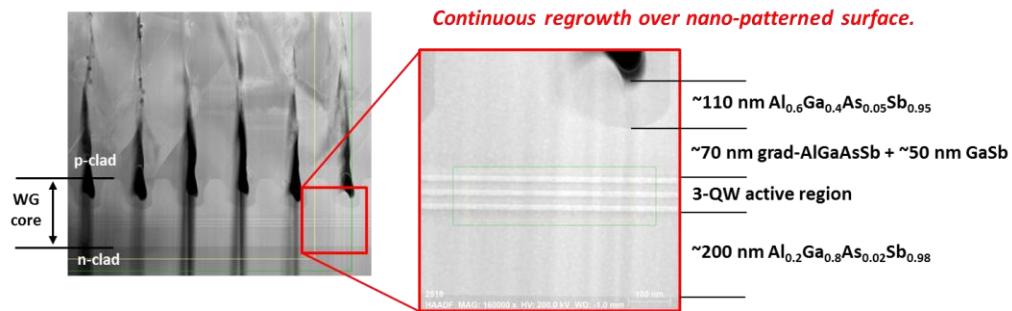 Continuous regrowth over nano-patterned surface.
p-clad
WG
core
n-clad
~110 nm Al0.6Ga0.4As0.05Sb0.95
~70 nm grad-AlGaAsSb + ~50 nm GaSb
3-QW active region
~200 nm Al0.2Ga0.8As0.02Sb0.98
2519
HAADF MAG: 160000 x HV: 200.0 kV WD: -1.0 mm
100 nm